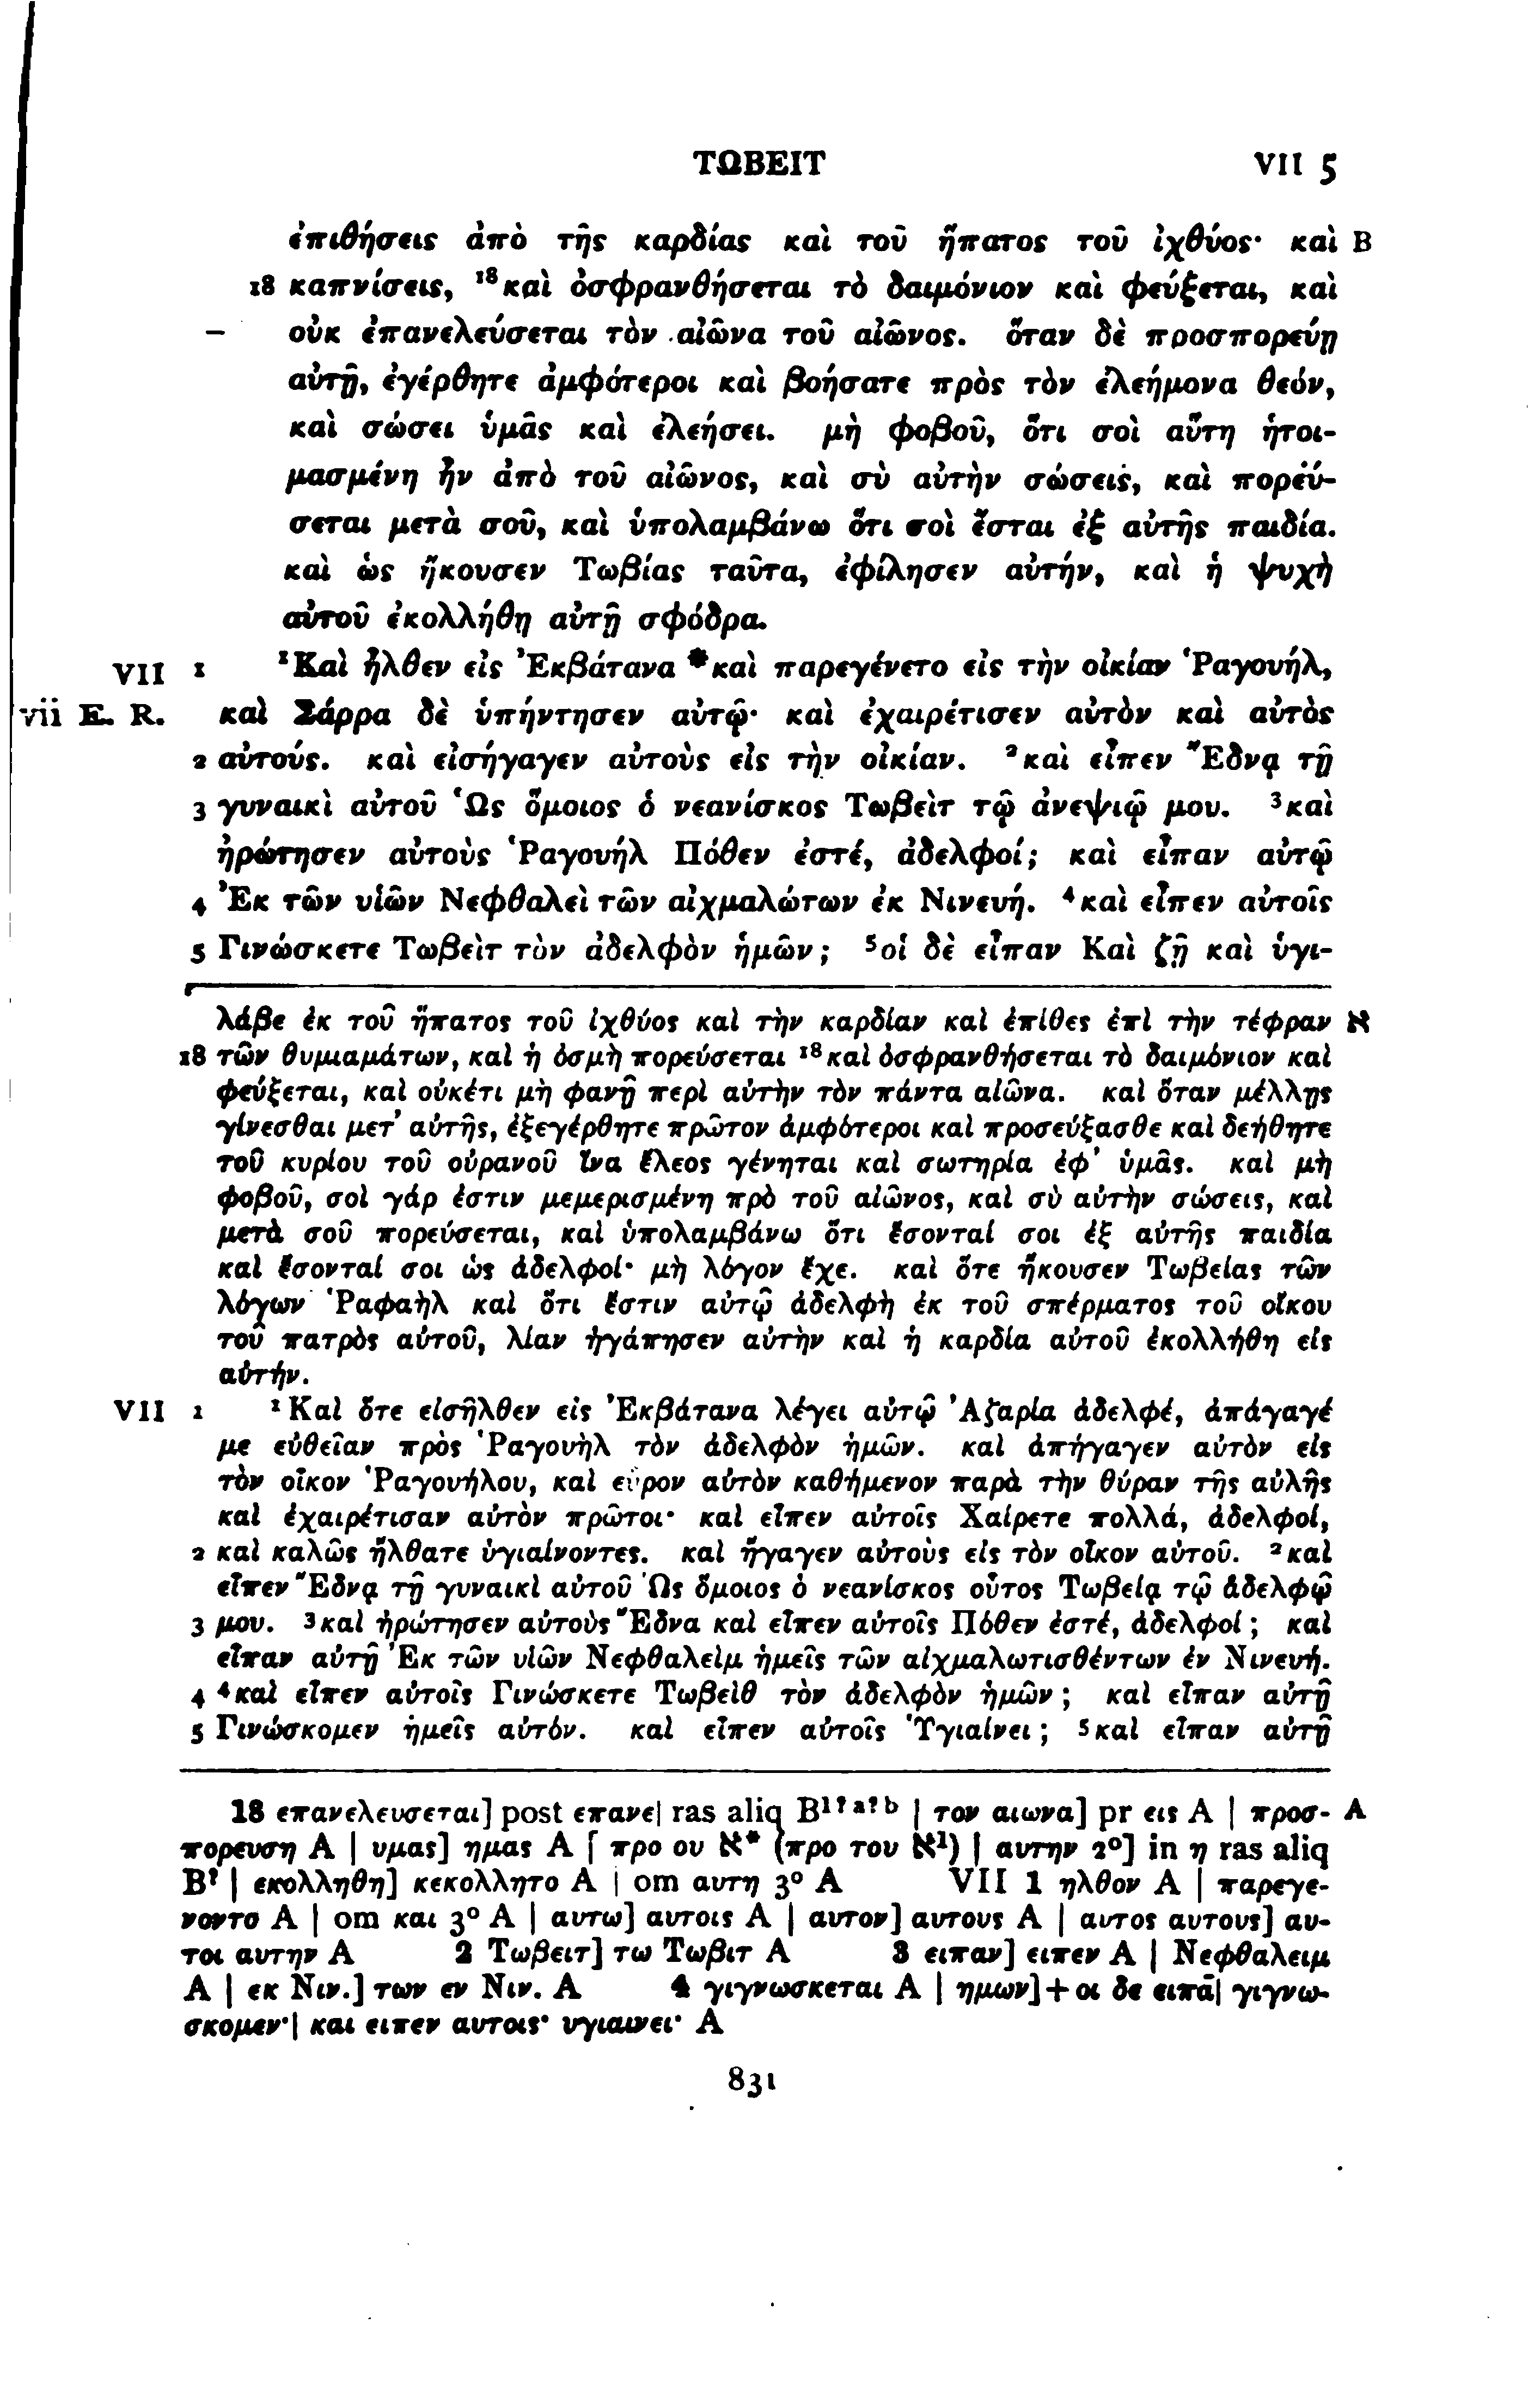 ΤΩΒΕΙΤ VII 5
ἐπιθήσεις ἀπὸ τῆς καρδίας καὶ τοῦ ἥπατος τοῦ ἰχθύος· καὶ B
18 καπνίσεις, ¹⁸καὶ ὀσφρανθήσεται τὸ δαιμόνιον καὶ φεύξεται, καὶ
οὐκ ἐπανελεύσεται τὸν αἰῶνα τοῦ αἰῶνος. ὅταν δὲ προσπορεύῃ
αὐτῇ, ἐγέρθητε ἀμφότεροι καὶ βοήσατε πρὸς τὸν ἐλεήμονα θεόν,
καὶ σώσει ὑμᾶς καὶ ἐλεήσει. μὴ φοβοῦ, ὅτι σοὶ αὕτη ἡτοι-
μασμένη ἦν ἀπὸ τοῦ αἰῶνος, καὶ σὺ αὐτὴν σώσεις, καὶ πορεύ-
σεται μετὰ σοῦ, καὶ ὑπολαμβάνω ὅτι σοὶ ἔσται ἐξ αὐτῆς παιδία.
καὶ ὡς ἤκουσεν Τωβίας ταῦτα, ἐφίλησεν αὐτήν, καὶ ἡ ψυχὴ
αὐτοῦ ἐκολλήθη αὐτῇ σφόδρα.
VII 1 ¹Καὶ ἦλθεν εἰς Ἐκβάτανα *καὶ παρεγένετο εἰς τὴν οἰκίαν Ῥαγουήλ,
vii E. R. καὶ Σάρρα δὲ ὑπήντησεν αὐτῷ· καὶ ἐχαιρέτισεν αὐτὸν καὶ αὐτὸς
2 αὐτούς. καὶ εἰσήγαγεν αὐτοὺς εἰς τὴν οἰκίαν. ²καὶ εἶπεν Ἔδνᾳ τῇ
3 γυναικὶ αὐτοῦ Ὡς ὅμοιος ὁ νεανίσκος Τωβεὶτ τῷ ἀνεψιῷ μου. ³καὶ
ἠρώτησεν αὐτοὺς Ῥαγουήλ Πόθεν ἐστέ, ἀδελφοί; καὶ εἶπαν αὐτῷ
4 Ἐκ τῶν υἱῶν Νεφθαλεὶ τῶν αἰχμαλώτων ἐκ Νινευή. ⁴καὶ εἶπεν αὐτοῖς
5 Γινώσκετε Τωβεὶτ τὸν ἀδελφὸν ἡμῶν; ⁵οἱ δὲ εἶπαν Καὶ ζῇ καὶ ὑγι-
λάβε ἐκ τοῦ ἥπατος τοῦ ἰχθύος καὶ τὴν καρδίαν καὶ ἐπίθες ἐπὶ τὴν τέφραν א
18 τῶν θυμιαμάτων, καὶ ἡ ὀσμὴ πορεύσεται ¹⁸καὶ ὀσφρανθήσεται τὸ δαιμόνιον καὶ
φεύξεται, καὶ οὐκέτι μὴ φανῇ περὶ αὐτὴν τὸν πάντα αἰῶνα. καὶ ὅταν μέλλῃς
γίνεσθαι μετ’ αὐτῆς, ἐξεγέρθητε πρῶτον ἀμφότεροι καὶ προσεύξασθε καὶ δεήθητε
τοῦ κυρίου τοῦ οὐρανοῦ ἵνα ἔλεος γένηται καὶ σωτηρία ἐφ’ ὑμᾶς. καὶ μὴ
φοβοῦ, σοὶ γάρ ἐστιν μεμερισμένη πρὸ τοῦ αἰῶνος, καὶ σὺ αὐτὴν σώσεις, καὶ
μετὰ σοῦ πορεύσεται, καὶ ὑπολαμβάνω ὅτι ἔσονταί σοι ἐξ αὐτῆς παιδία
καὶ ἔσονταί σοι ὡς ἀδελφοί· μὴ λόγον ἔχε. καὶ ὅτε ἤκουσεν Τωβείας τῶν
λόγων Ῥαφαὴλ καὶ ὅτι ἔστιν αὐτῷ ἀδελφὴ ἐκ τοῦ σπέρματος τοῦ οἴκου
τοῦ πατρὸς αὐτοῦ, λίαν ἠγάπησεν αὐτὴν καὶ ἡ καρδία αὐτοῦ ἐκολλήθη εἰς
αὐτήν.
VII 1 ¹Καὶ ὅτε εἰσῆλθεν εἰς Ἐκβάτανα λέγει αὐτῷ Ἀζαρία ἀδελφέ, ἀπάγαγέ
με εὐθεῖαν πρὸς Ῥαγουὴλ τὸν ἀδελφὸν ἡμῶν. καὶ ἀπήγαγεν αὐτὸν εἰς
τὸν οἶκον Ῥαγουήλου, καὶ εὗρον αὐτὸν καθήμενον παρὰ τὴν θύραν τῆς αὐλῆς
καὶ ἐχαιρέτισαν αὐτὸν πρῶτοι· καὶ εἶπεν αὐτοῖς Χαίρετε πολλά, ἀδελφοί,
2 καὶ καλῶς ἤλθατε ὑγιαίνοντες. καὶ ἤγαγεν αὐτοὺς εἰς τὸν οἶκον αὐτοῦ. ²καὶ
εἶπεν Ἔδνᾳ τῇ γυναικὶ αὐτοῦ Ὡς ὅμοιος ὁ νεανίσκος οὗτος Τωβείᾳ τῷ ἀδελφῷ
3 μου. ³καὶ ἠρώτησεν αὐτοὺς Ἔδνα καὶ εἶπεν αὐτοῖς Πόθεν ἐστέ, ἀδελφοί; καὶ
εἶπαν αὐτῇ Ἐκ τῶν υἱῶν Νεφθαλεὶμ ἡμεῖς τῶν αἰχμαλωτισθέντων ἐν Νινευή.
4 ⁴καὶ εἶπεν αὐτοῖς Γινώσκετε Τωβεὶθ τὸν ἀδελφὸν ἡμῶν; καὶ εἶπαν αὐτῇ
5 Γινώσκομεν ἡμεῖς αὐτόν. καὶ εἶπεν αὐτοῖς Ὑγιαίνει; ⁵καὶ εἶπαν αὐτῇ
18 επανελευσεται] post επανε| ras aliq B¹ᵗᵃᵗᵇ | τον αιωνα] pr εις A | προσ- A
πορευση A | υμας] ημας A | προ ου א* (προ του א¹) | αυτην 2°] in η ras aliq
B? | εκολληθη] κεκολλητο A | om αυτη 3° A VII 1 ηλθον A | παρεγε-
νοντο A | om και 3° A | αυτω] αυτοις A | αυτον] αυτους A | αυτος αυτους] αυ-
τοι αυτην A 2 Τωβειτ] τω Τωβιτ A 3 ειπαν] ειπεν A | Νεφθαλειμ
A | εκ Νιν.] των εν Νιν. A 4 γιγνωσκεται A | ημων]+οι δε ειπᾱ| γιγνω-
σκομεν·| και ειπεν αυτοις· υγιαινει· A
831